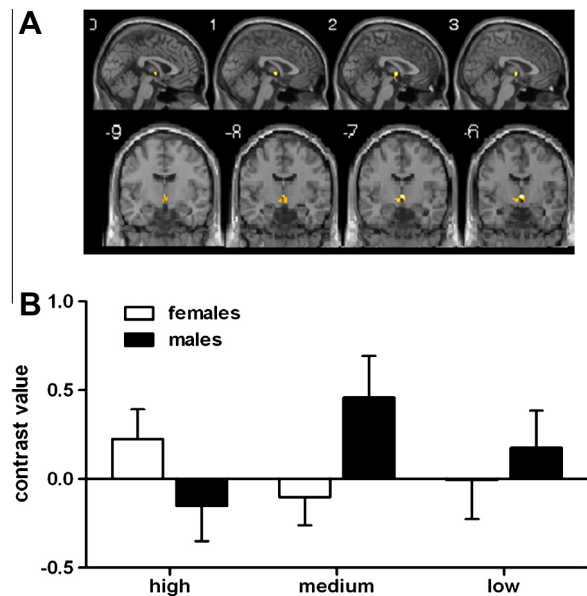 A
0 1 2 3
-9 -8 -7 -6
B
1.0
females
males
0.5
contrast value
0.0
-0.5
high medium low